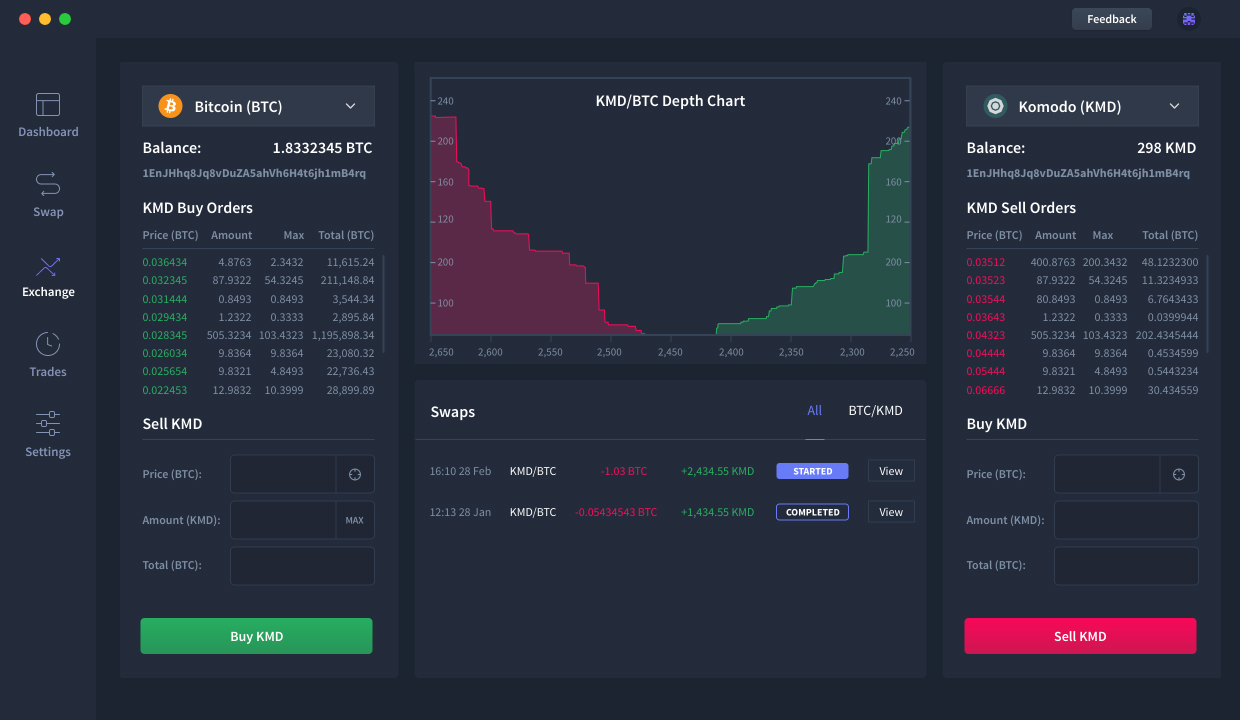 Feedback
Dashboard
Swap
Exchange
Trades
Settings
Bitcoin (BTC)
Balance: 1.8332345 BTC
1EnJHhq8Jq8vDuZA5ahVh6H4t6jh1mB4rq
KMD Buy Orders
Price (BTC) Amount Max Total (BTC)
0.036434 4.8763 2.3432 11,615.24
0.032345 87.9322 54.3245 211,148.84
0.031444 0.8493 0.8493 3,544.34
0.029434 1.2322 0.3333 2,895.84
0.028345 505.3234 103.4323 1,195,898.34
0.026034 9.8364 9.8364 23,080.32
0.025654 9.8321 4.8493 22,736.43
0.022453 12.9832 10.3999 28,899.89
Sell KMD
Price (BTC):
Amount (KMD): MAX
Total (BTC):
Buy KMD
KMD/BTC Depth Chart
240 240
200 200
160 160
120 120
200 200
100 100
2,650 2,600 2,550 2,500 2,450 2,400 2,350 2,300 2,250
Swaps All BTC/KMD
16:10 28 Feb KMD/BTC -1.03 BTC +2,434.55 KMD STARTED View
12:13 28 Jan KMD/BTC -0.05434543 BTC +1,434.55 KMD COMPLETED View
Komodo (KMD)
Balance: 298 KMD
1EnJHhq8Jq8vDuZA5ahVh6H4t6jh1mB4rq
KMD Sell Orders
Price (BTC) Amount Max Total (BTC)
0.03512 400.8763 200.3432 48.1232300
0.03523 87.9322 54.3245 11.3234933
0.03544 80.8493 0.8493 6.7643433
0.03643 1.2322 0.3333 0.0399944
0.04323 505.3234 103.4323 202.4345444
0.04444 9.8364 9.8364 0.4534599
0.05444 9.8321 4.8493 0.5443234
0.06666 12.9832 10.3999 30.434559
Buy KMD
Price (BTC):
Amount (KMD):
Total (BTC):
Sell KMD